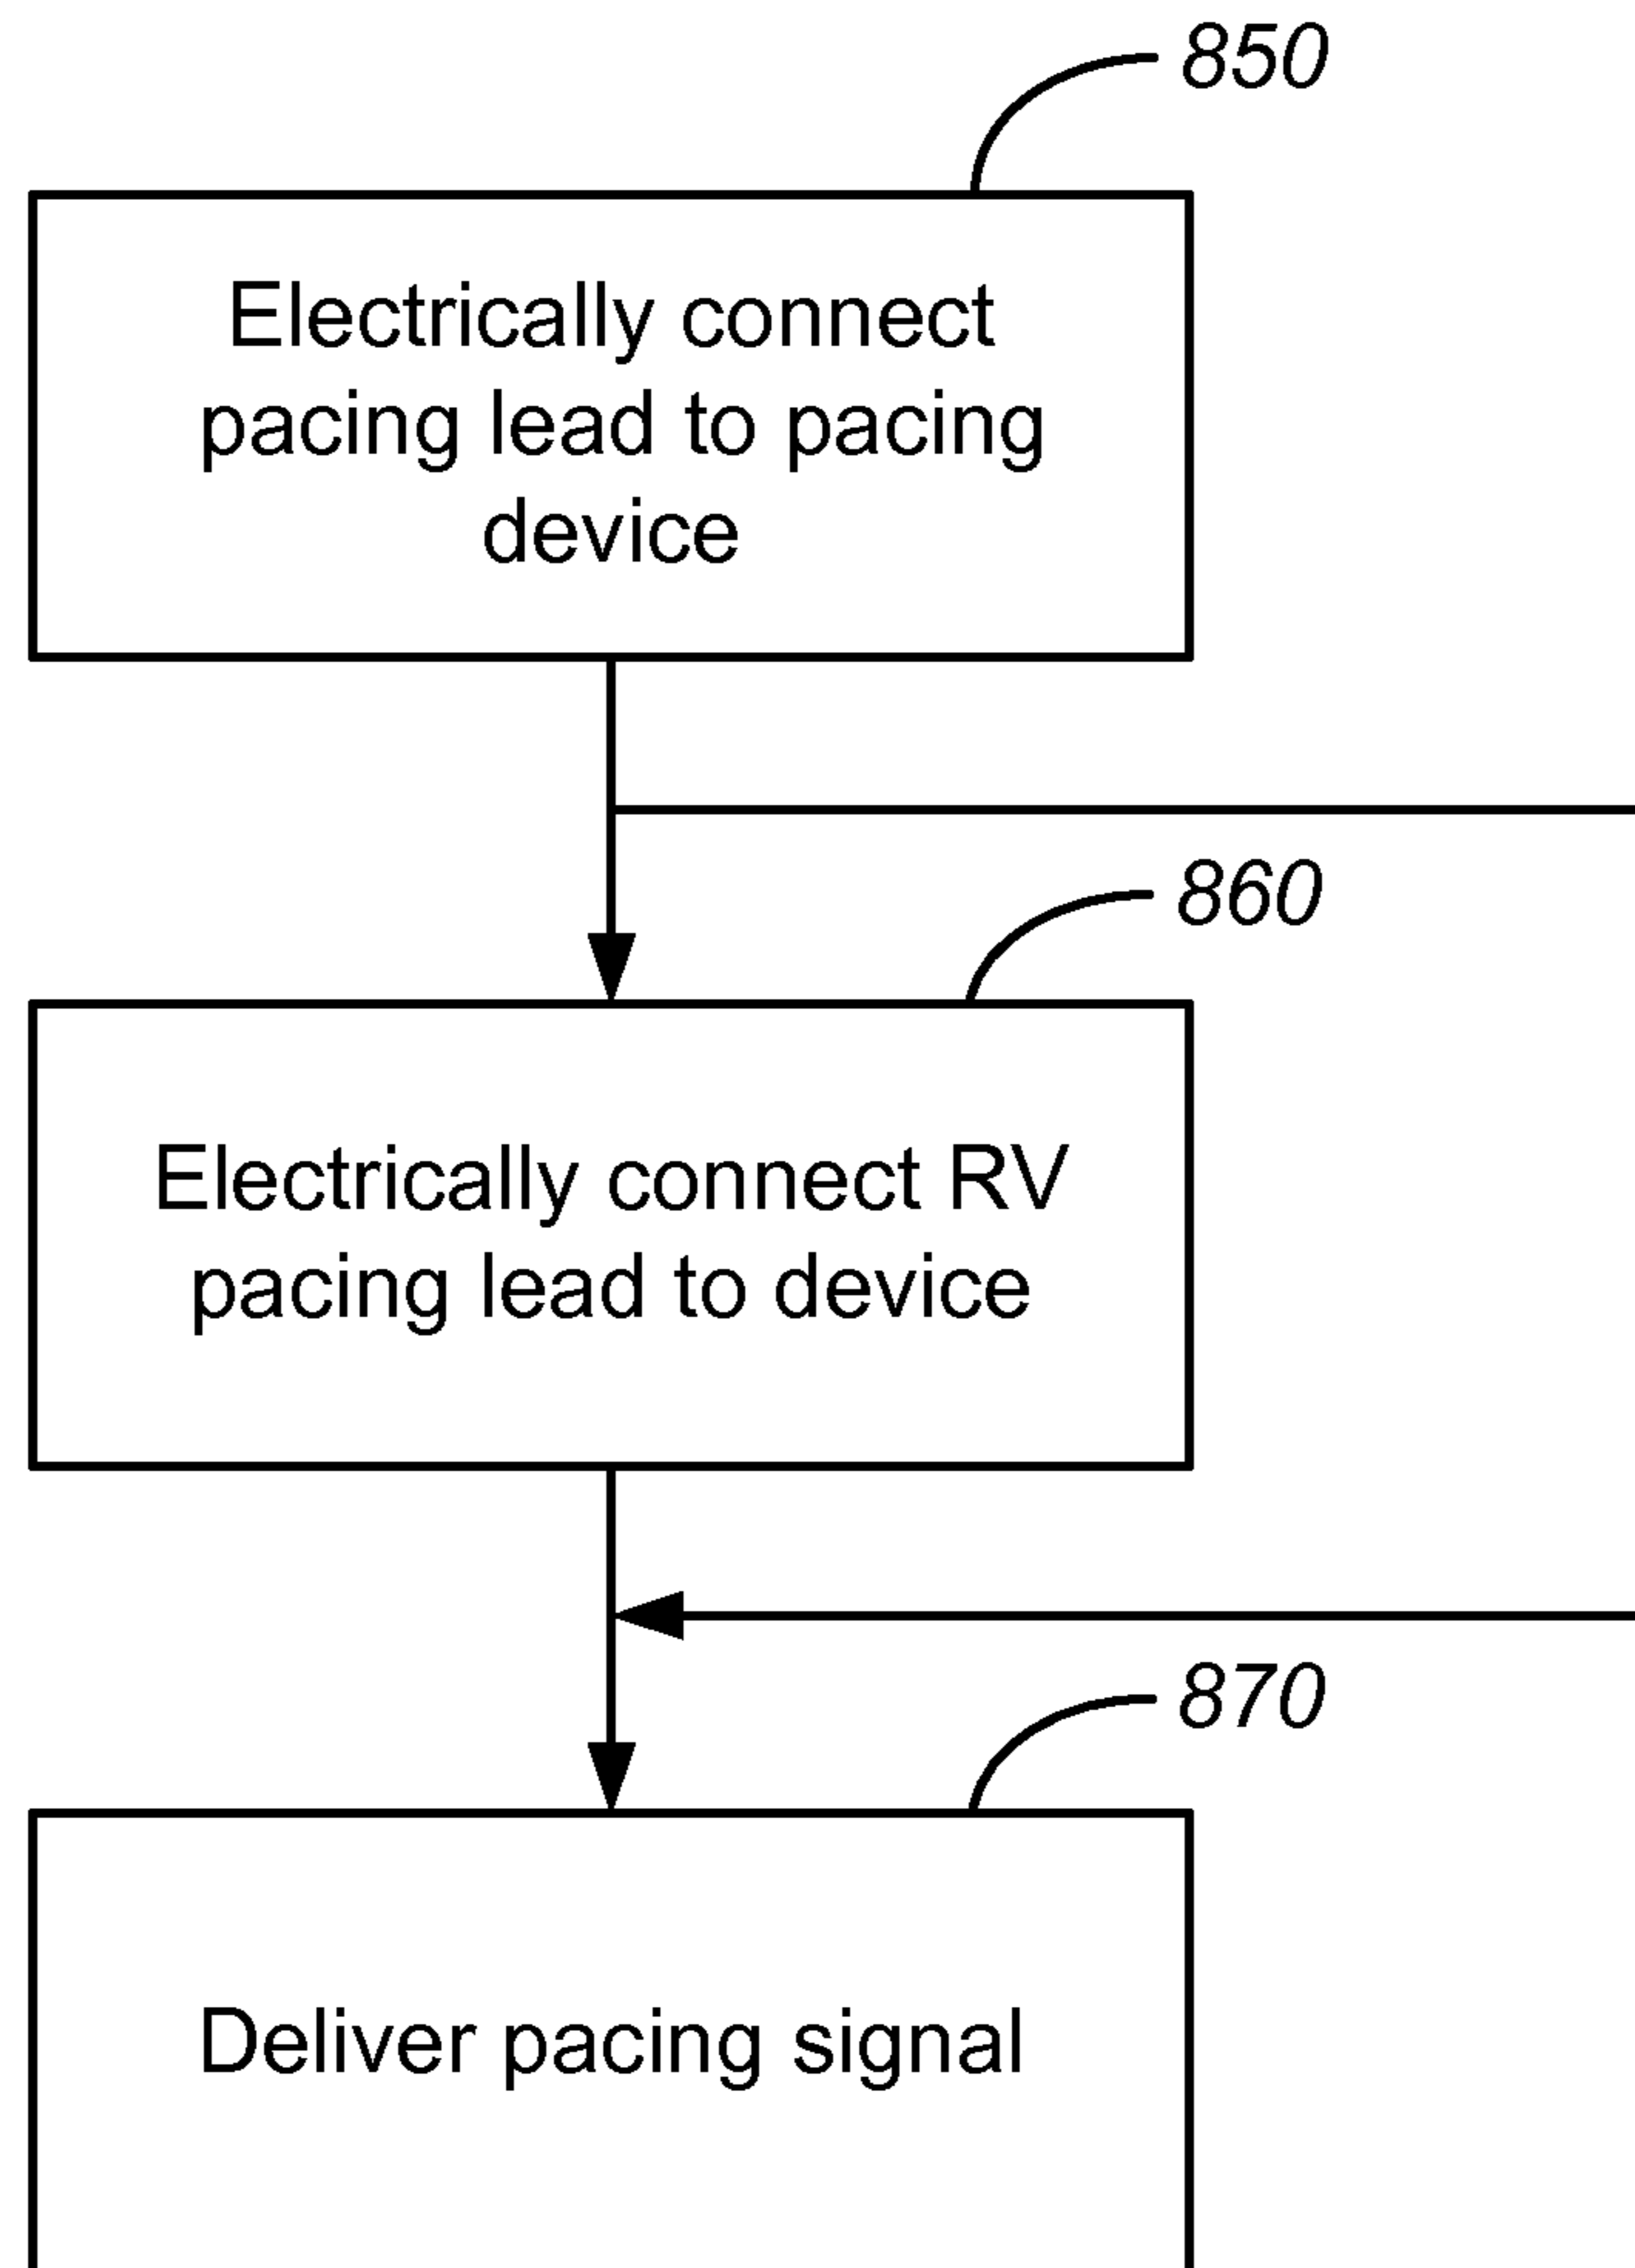 850
Electrically connect
pacing lead to pacing
device
860
Electrically connect RV
pacing lead to device
870
Deliver pacing signal